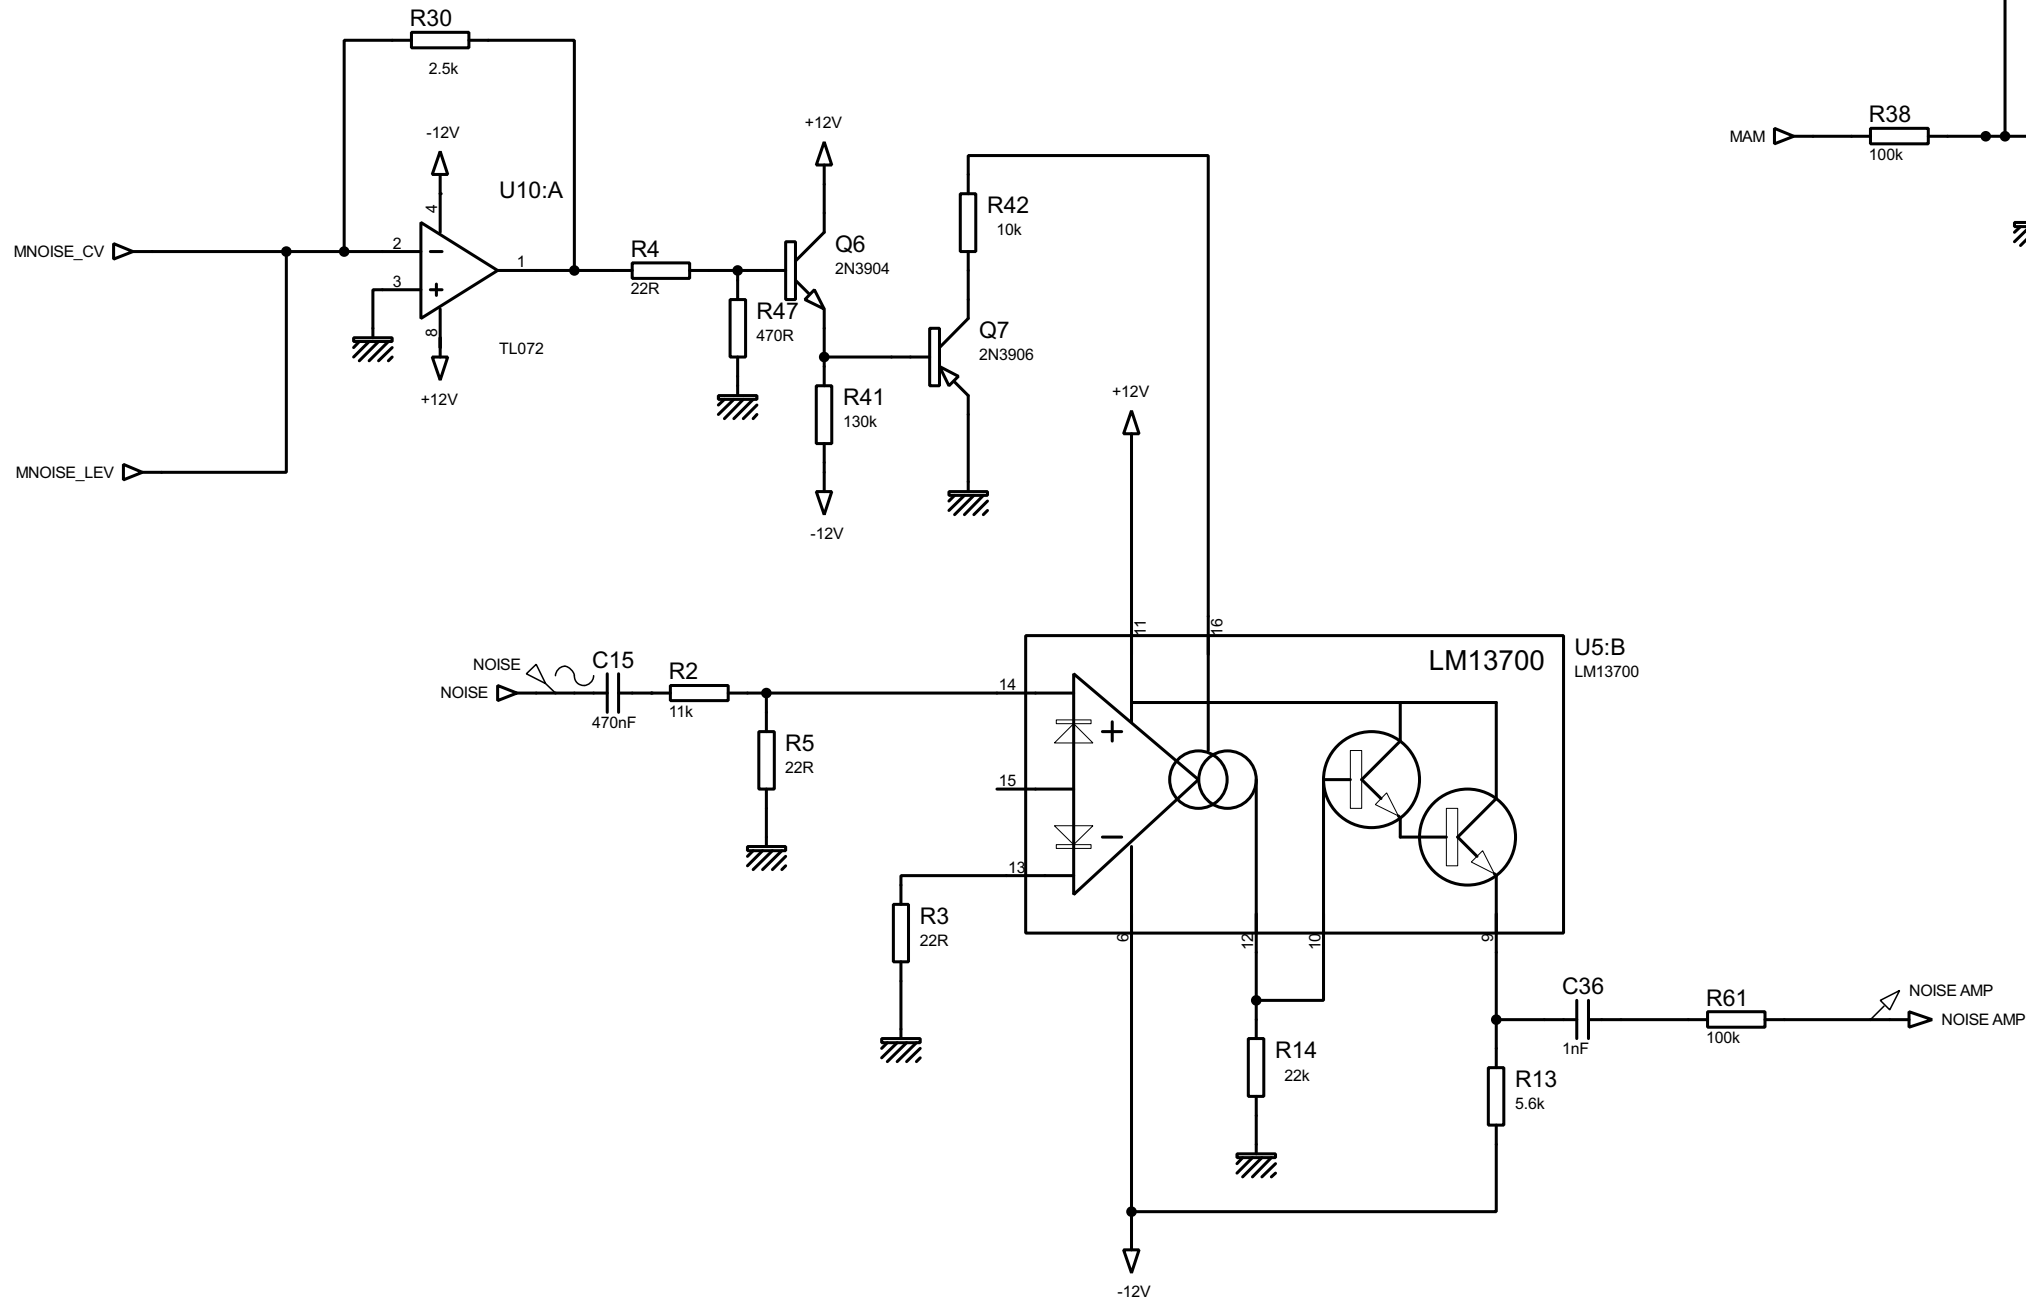 R30
2.5k
-12V
U10:A
4
MNOISE_CV
2
3
1
8
TL072
+12V
MNOISE_LEV
R4
22R
R47
470R
+12V
Q6
2N3904
R41
130k
-12V
R42
10k
Q7
2N3906
MAM
R38
100k
+12V
11
16
NOISE
NOISE
C15
470nF
R2
11k
R5
22R
14
15
13
R3
22R
LM13700
U5:B
LM13700
+
-
6
12
10
9
R14
22k
C36
1nF
R61
100k
NOISE AMP
NOISE AMP
R13
5.6k
-12V